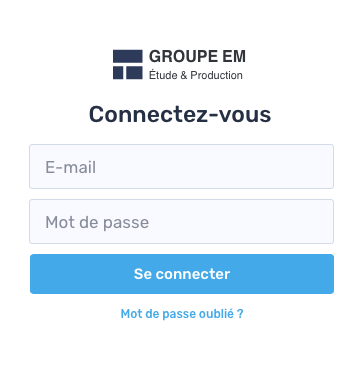 GROUPE EM
Étude & Production
Connectez-vous
E-mail
Mot de passe
Se connecter
Mot de passe oublié ?